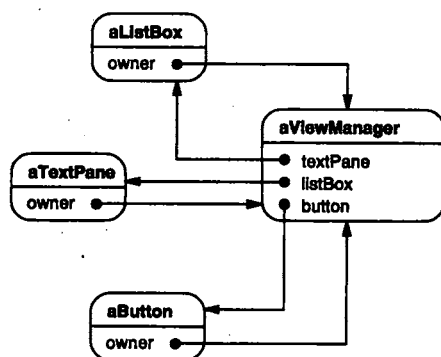 aListBox
owner
aViewManager
textPane
listBox
button
aTextPane
owner
aButton
owner